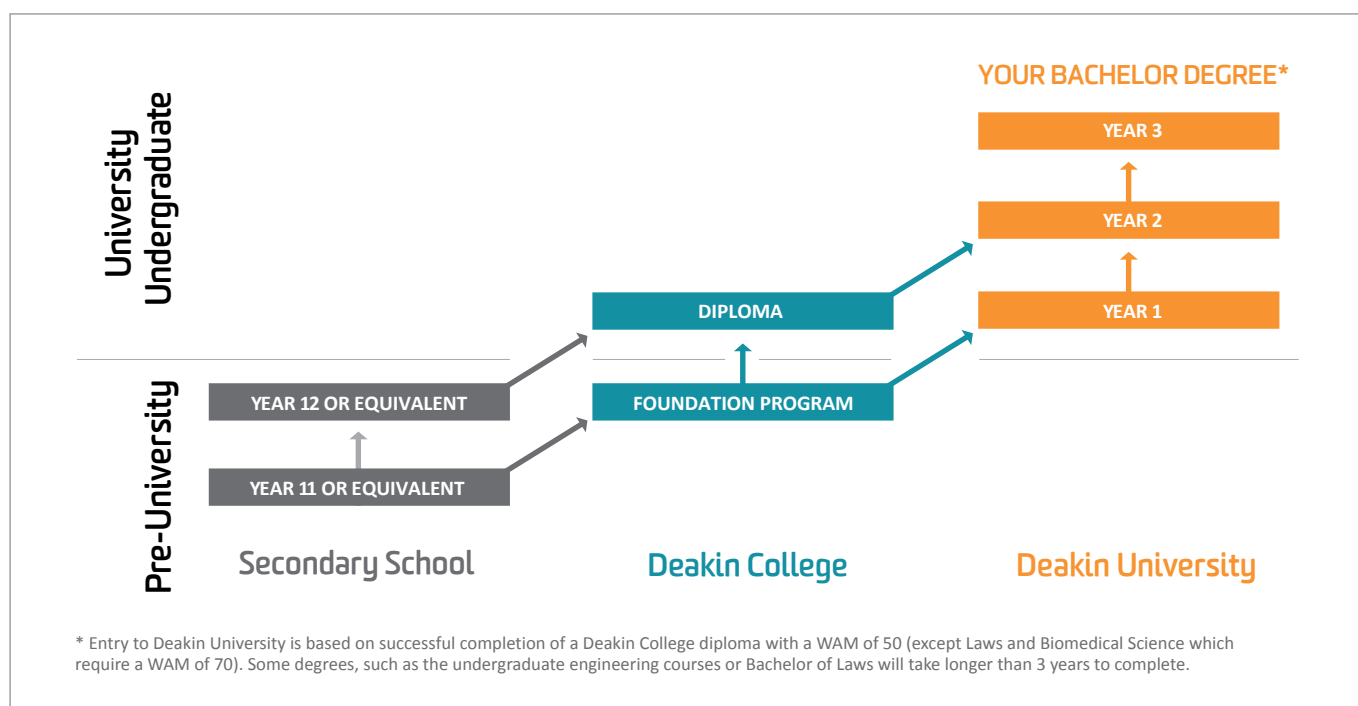 YOUR BACHELOR DEGREE*
University
Undergraduate
YEAR 3
YEAR 2
DIPLOMA
YEAR 1
Pre-University
YEAR 12 OR EQUIVALENT
FOUNDATION PROGRAM
YEAR 11 OR EQUIVALENT
Secondary School
Deakin College
Deakin University
* Entry to Deakin University is based on successful completion of a Deakin College diploma with a WAM of 50 (except Laws and Biomedical Science which
require a WAM of 70). Some degrees, such as the undergraduate engineering courses or Bachelor of Laws will take longer than 3 years to complete.